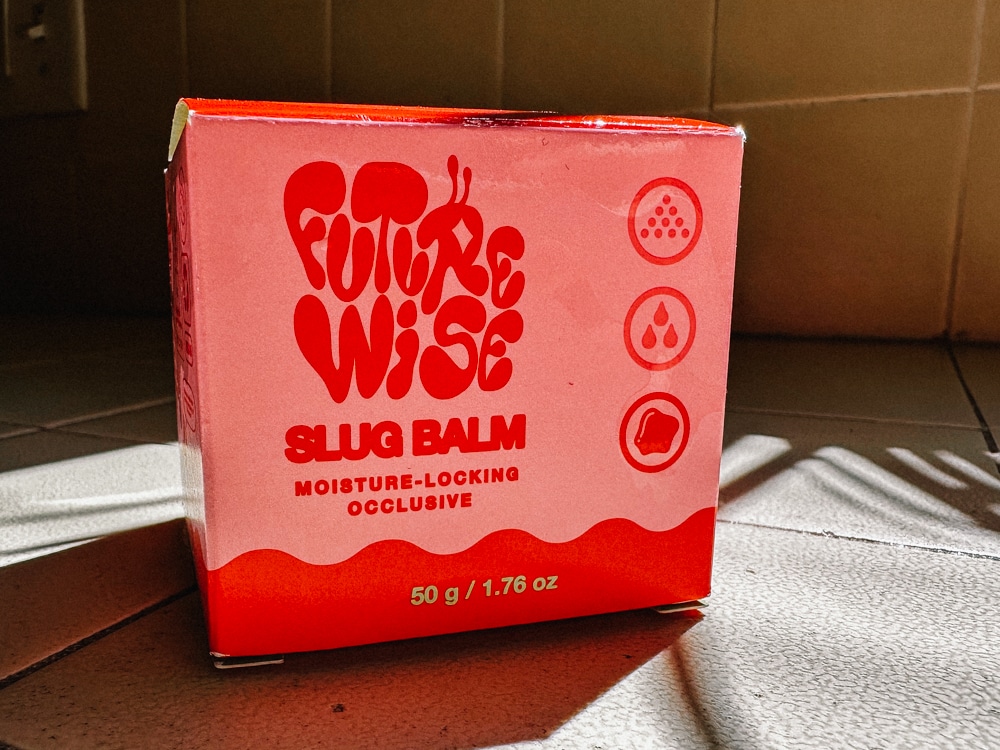 FUTURE
WISE
SLUG BALM
MOISTURE-LOCKING
OCCLUSIVE
50 g / 1.76 oz